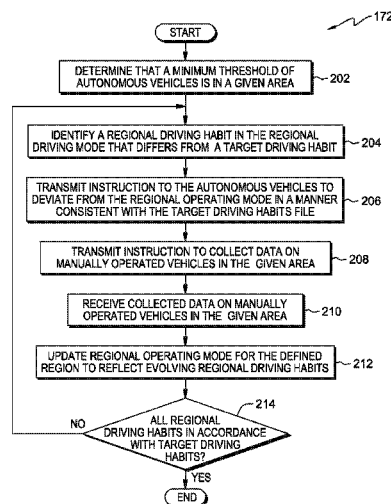 172
START
DETERMINE THAT A MINIMUM THRESHOLD OF
AUTONOMOUS VEHICLES IS IN A GIVEN AREA
202
IDENTIFY A REGIONAL DRIVING HABIT IN THE REGIONAL
DRIVING MODE THAT DIFFERS FROM A TARGET DRIVING HABIT
204
TRANSMIT INSTRUCTION TO THE AUTONOMOUS VEHICLES TO
DEVIATE FROM THE REGIONAL OPERATING MODE IN A MANNER
CONSISTENT WITH THE TARGET DRIVING HABITS FILE
206
TRANSMIT INSTRUCTION TO COLLECT DATA ON
MANUALLY OPERATED VEHICLES IN THE GIVEN AREA
208
RECEIVE COLLECTED DATA ON MANUALLY
OPERATED VEHICLES IN THE GIVEN AREA
210
UPDATE REGIONAL OPERATING MODE FOR THE DEFINED
REGION TO REFLECT EVOLVING REGIONAL DRIVING HABITS
212
214
NO
ALL REGIONAL
DRIVING HABITS IN ACCORDANCE
WITH TARGET DRIVING
HABITS?
YES
END